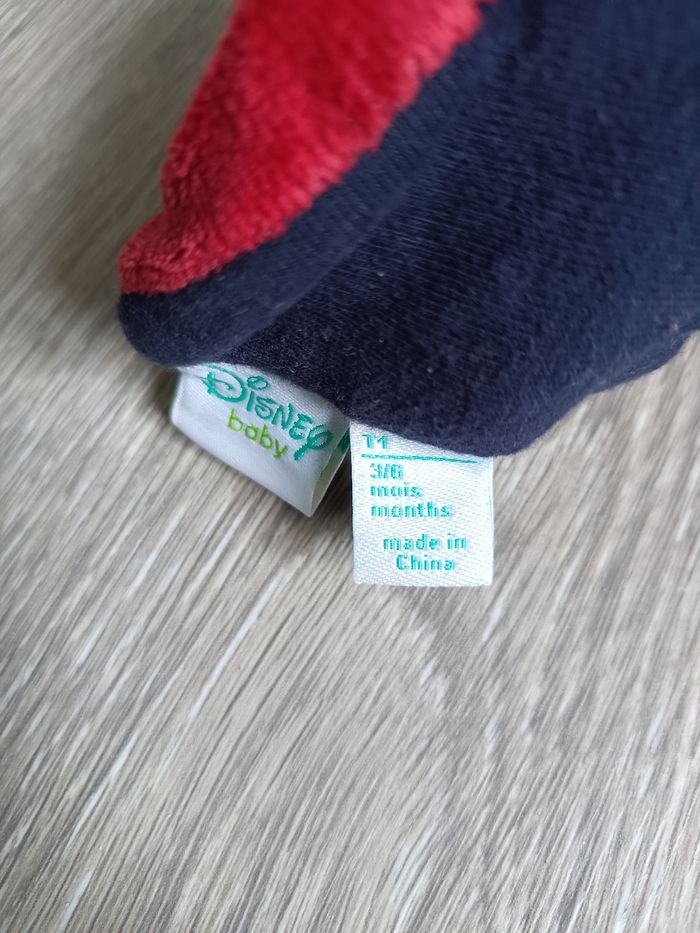 Disney
baby
T1
3/6
mois
months
made in
China